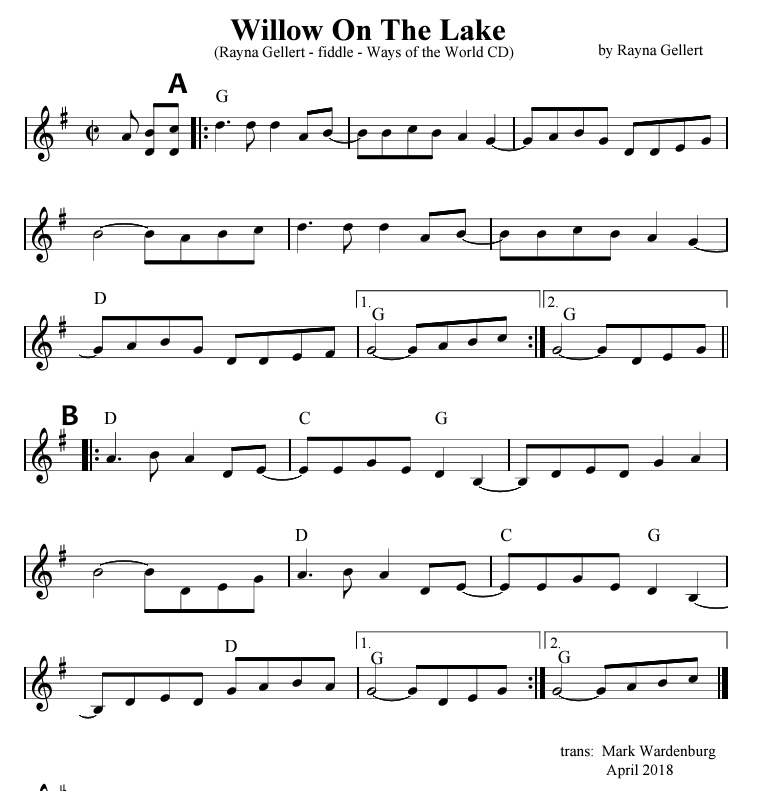 Willow On The Lake
(Rayna Gellert - fiddle - Ways of the World CD)
by Rayna Gellert
A
G
D
1.
G
2.
G
B
D
C
G
D
C
G
D
1.
G
2.
G
trans: Mark Wardenburg
April 2018